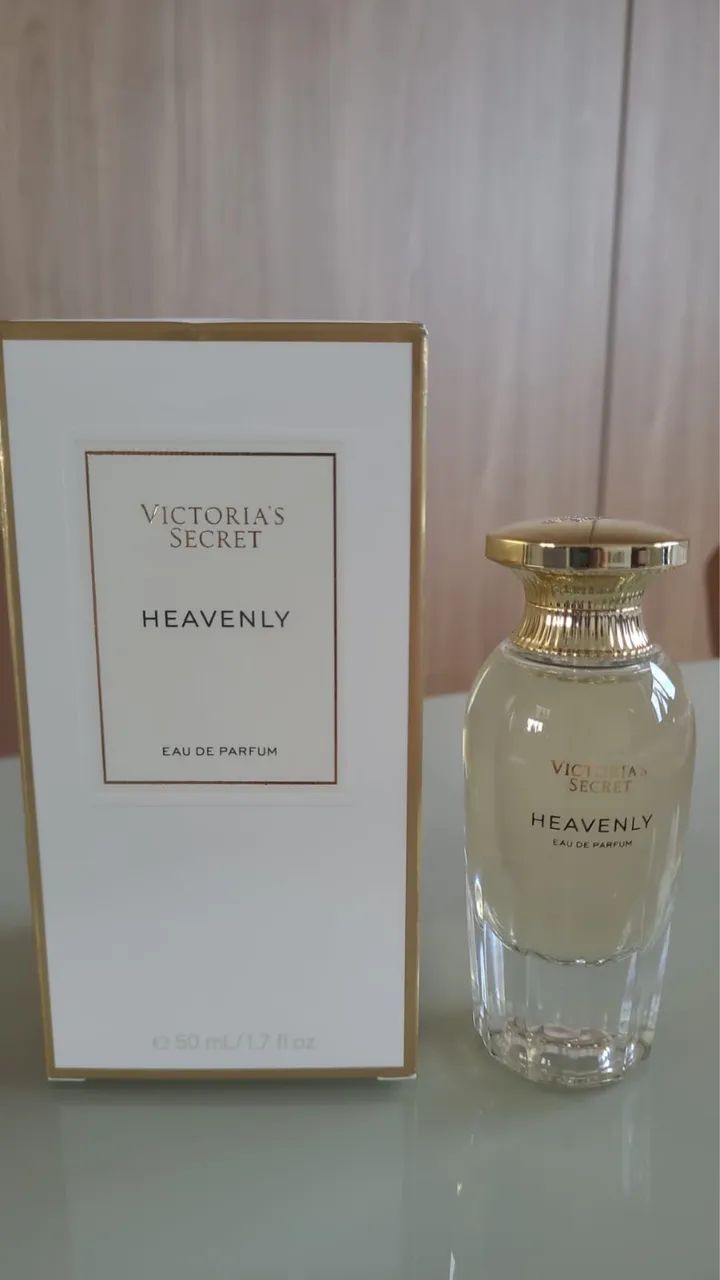 VICTORIA'S
SECRET
HEAVENLY
EAU DE PARFUM
℮ 50 mL/1.7 fl oz
VICTORIA'S
SECRET
HEAVENLY
EAU DE PARFUM